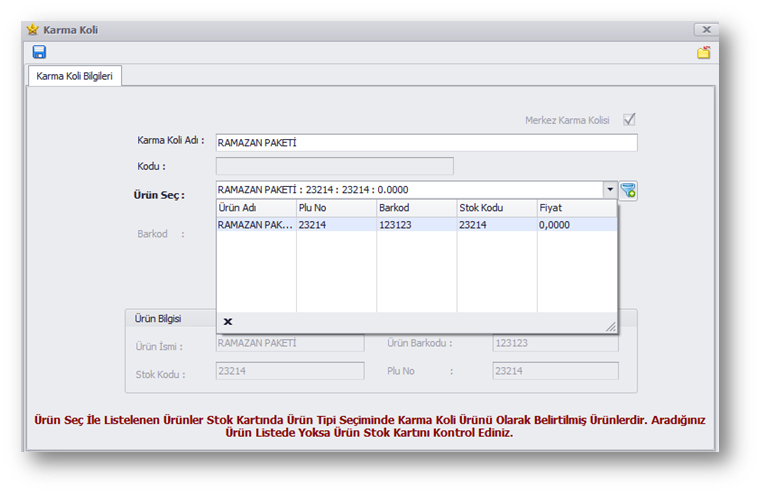 Karma Koli
Karma Koli Bilgileri
Merkez Karma Kolisi
Karma Koli Adı :
RAMAZAN PAKETİ
Kodu :
Ürün Seç :
RAMAZAN PAKETİ : 23214 : 23214 : 0.0000
Ürün Adı Plu No Barkod Stok Kodu Fiyat
RAMAZAN PAK... 23214 123123 23214 0,0000
Barkod :
Ürün Bilgisi
Ürün İsmi : RAMAZAN PAKETİ Ürün Barkodu : 123123
Stok Kodu : 23214 Plu No : 23214
Ürün Seç İle Listelenen Ürünler Stok Kartında Ürün Tipi Seçiminde Karma Koli Ürünü Olarak Belirtilmiş Ürünlerdir. Aradığınız
Ürün Listede Yoksa Ürün Stok Kartını Kontrol Ediniz.